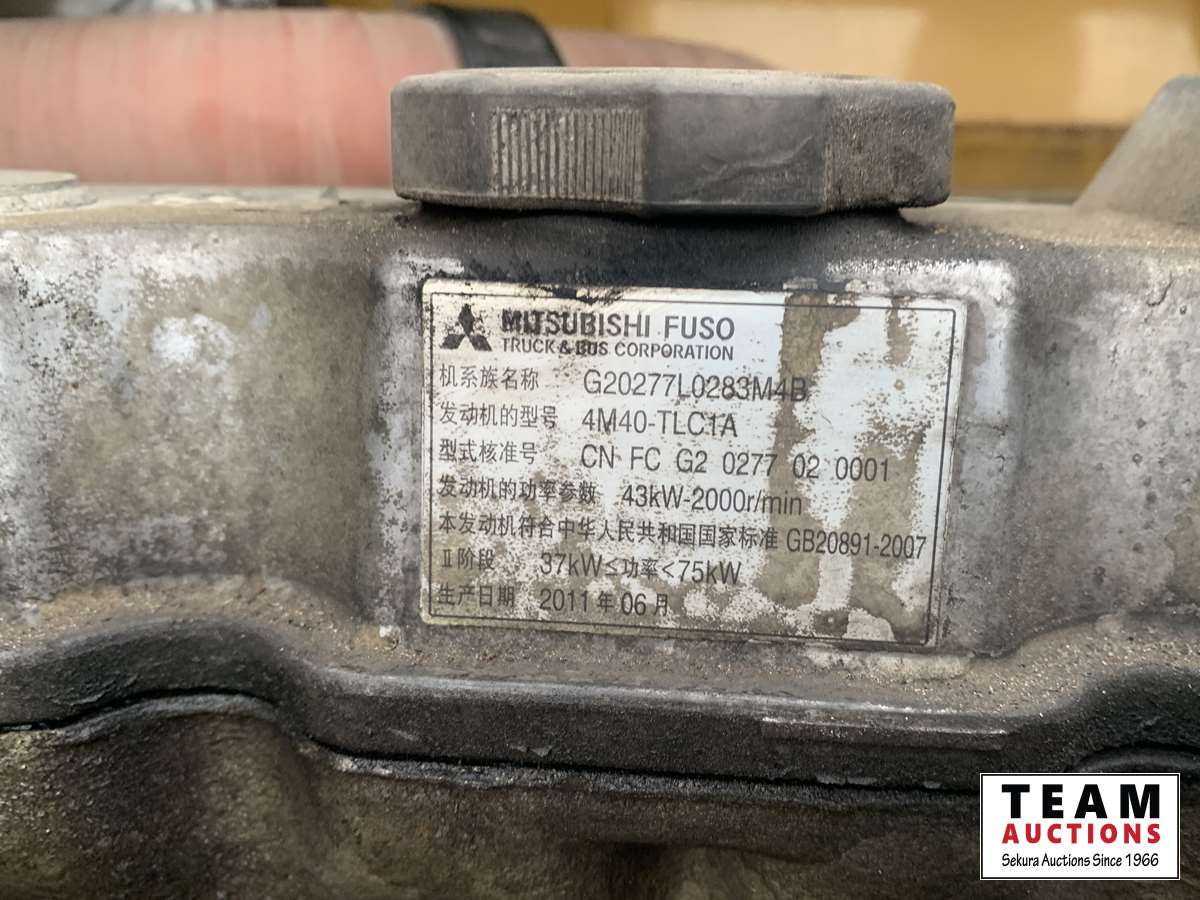 MITSUBISHI FUSO
TRUCK & BUS CORPORATION
机系族名称 G20277L0283M4B
发动机的型号 4M40-TLC1A
型式核准号 CN FC G2 0277 02 0001
发动机的功率参数 43kW-2000r/min
本发动机符合中华人民共和国国家标准 GB20891-2007
Ⅱ阶段 37kW≤功率<75kW
生产日期 2011年06月
TEAM
AUCTIONS
Sekura Auctions Since 1966